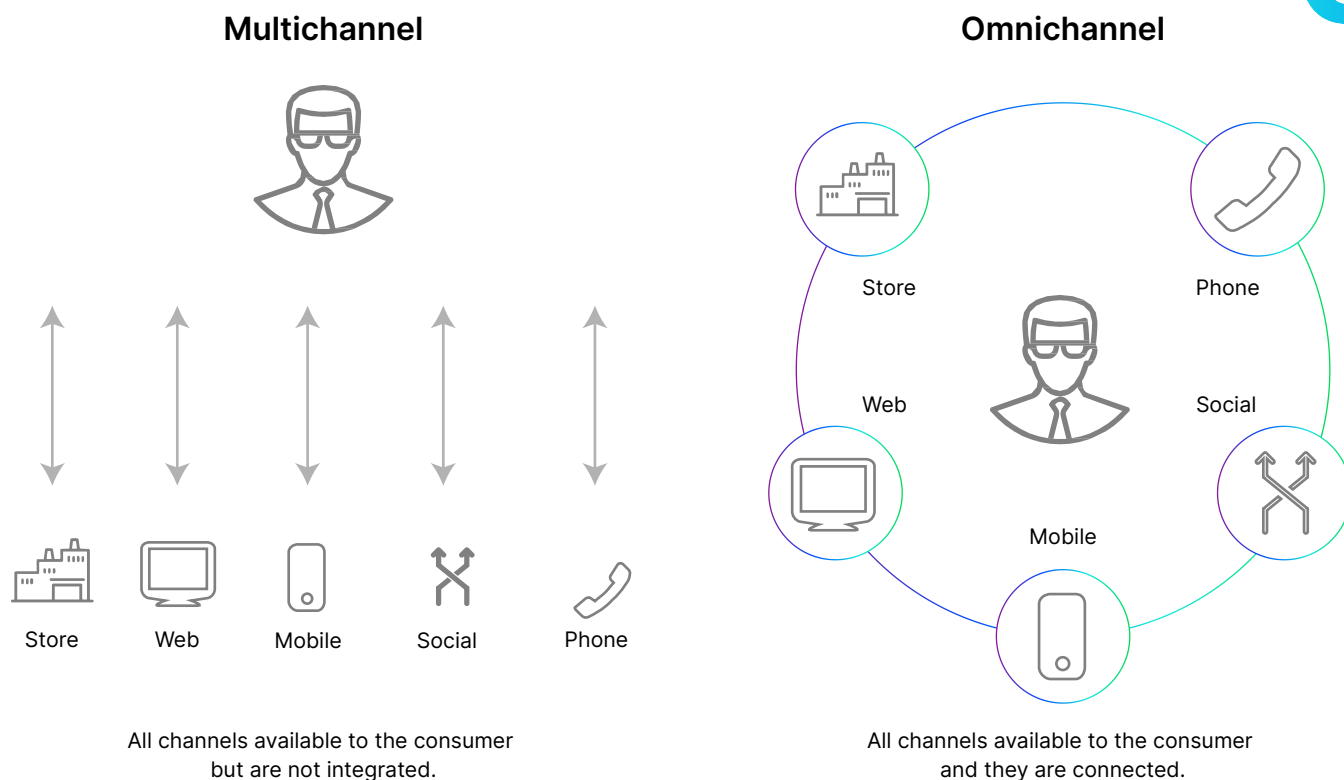 Multichannel
Store
Web
Mobile
Social
Phone
All channels available to the consumer
but are not integrated.
Omnichannel
Store
Phone
Web
Social
Mobile
All channels available to the consumer
and they are connected.